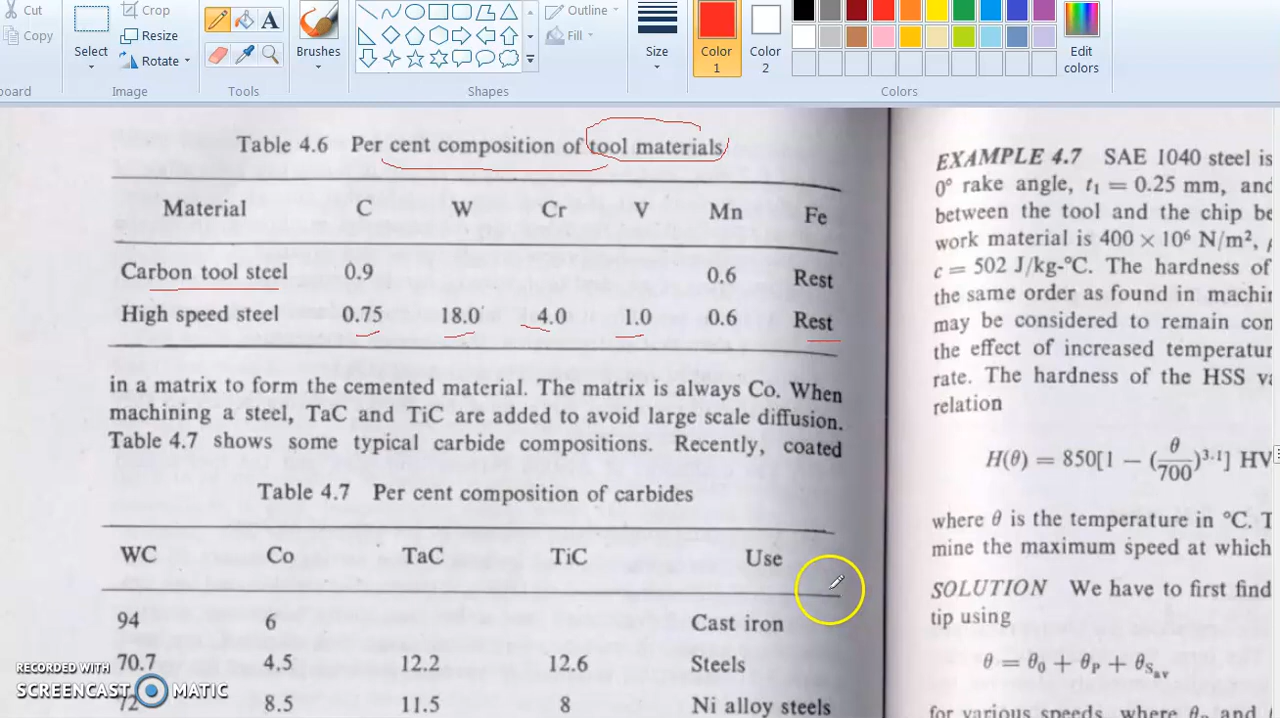 Cut
Copy
board
Select
Crop
Resize
Rotate
Image
Tools
Brushes
Shapes
Outline
Fill
Size
Color 1
Color 2
Edit colors
Colors
Table 4.6 Per cent composition of tool materials
Material C W Cr V Mn Fe
Carbon tool steel 0.9 0.6 Rest
High speed steel 0.75 18.0 4.0 1.0 0.6 Rest
in a matrix to form the cemented material. The matrix is always Co. When
machining a steel, TaC and TiC are added to avoid large scale diffusion.
Table 4.7 shows some typical carbide compositions. Recently, coated
Table 4.7 Per cent composition of carbides
WC Co TaC TiC Use
94 6 Cast iron
70.7 4.5 12.2 12.6 Steels
72 8.5 11.5 8 Ni alloy steels
RECORDED WITH
SCREENCAST MATIC
EXAMPLE 4.7 SAE 1040 steel is
0° rake angle, t₁ = 0.25 mm, and
between the tool and the chip be
work material is 400 × 10⁶ N/m²,
c = 502 J/kg-°C. The hardness of
the same order as found in machin
may be considered to remain con
the effect of increased temperatur
rate. The hardness of the HSS va
relation
H(θ) = 850[1 − (θ/700)³·¹] HV
where θ is the temperature in °C. T
mine the maximum speed at which
SOLUTION We have to first find
tip using
θ = θ₀ + θP + θSav
for various speeds, where θ and